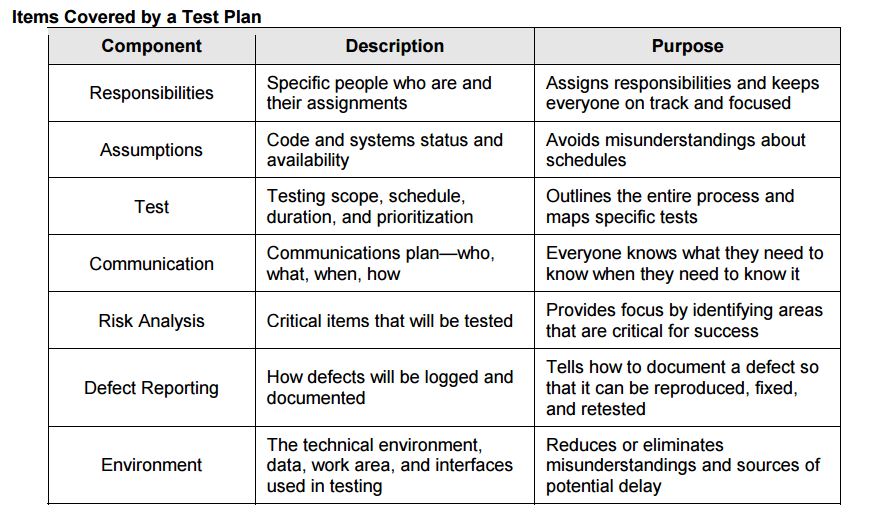 Items Covered by a Test Plan
Component Description Purpose
Responsibilities
Specific people who are and
their assignments
Assigns responsibilities and keeps
everyone on track and focused
Assumptions
Code and systems status and
availability
Avoids misunderstandings about
schedules
Test
Testing scope, schedule,
duration, and prioritization
Outlines the entire process and
maps specific tests
Communication
Communications plan—who,
what, when, how
Everyone knows what they need to
know when they need to know it
Risk Analysis
Critical items that will be tested
Provides focus by identifying areas
that are critical for success
Defect Reporting
How defects will be logged and
documented
Tells how to document a defect so
that it can be reproduced, fixed,
and retested
Environment
The technical environment,
data, work area, and interfaces
used in testing
Reduces or eliminates
misunderstandings and sources of
potential delay